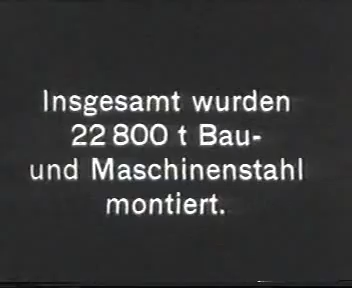 Insgesamt wurden
22 800 t Bau-
und Maschinenstahl
montiert.